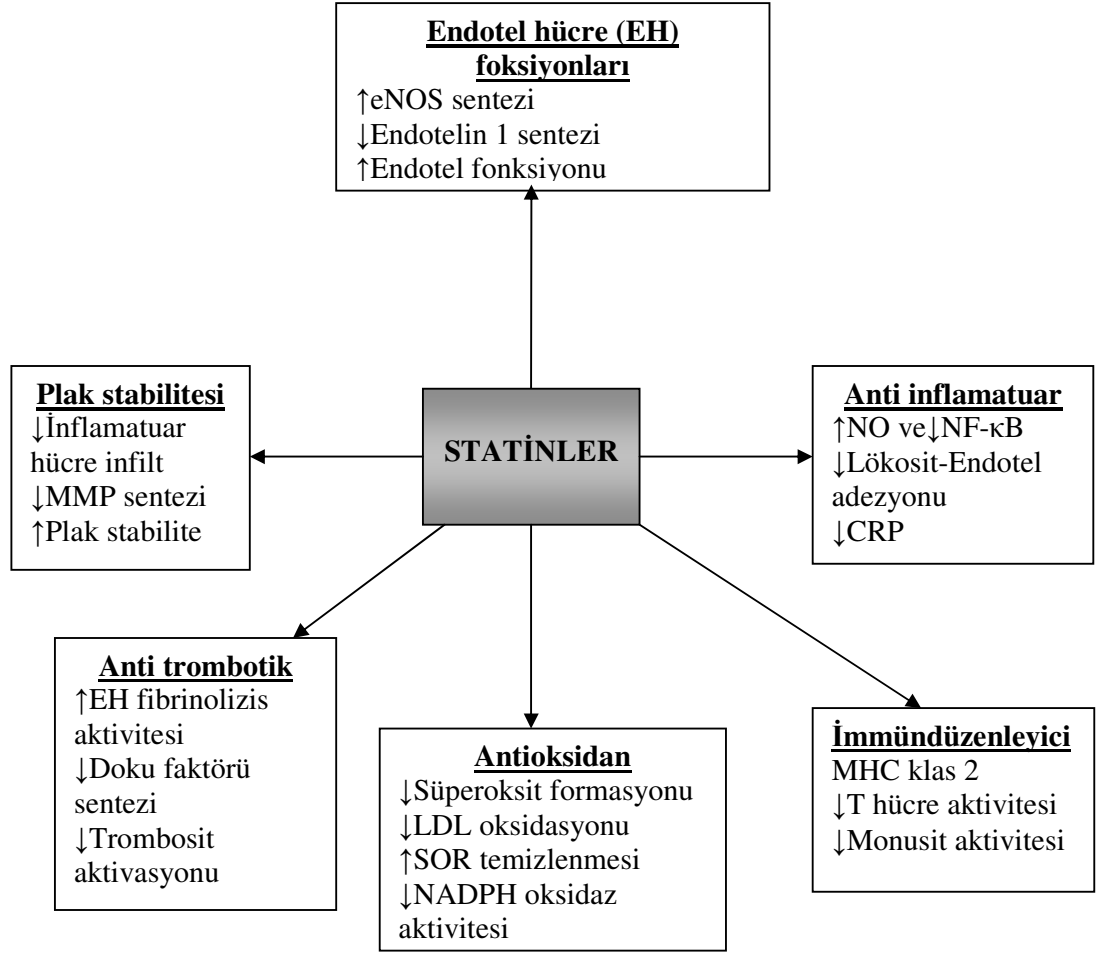 Endotel hücre (EH)
foksiyonları
↑eNOS sentezi
↓Endotelin 1 sentezi
↑Endotel fonksiyonu
Plak stabilitesi
↓İnflamatuar
hücre infilt
↓MMP sentezi
↑Plak stabilite
STATİNLER
Anti inflamatuar
↑NO ve↓NF-κB
↓Lökosit-Endotel
adezyonu
↓CRP
Anti trombotik
↑EH fibrinolizis
aktivitesi
↓Doku faktörü
sentezi
↓Trombosit
aktivasyonu
Antioksidan
↓Süperoksit formasyonu
↓LDL oksidasyonu
↑SOR temizlenmesi
↓NADPH oksidaz
aktivitesi
İmmündüzenleyici
MHC klas 2
↓T hücre aktivitesi
↓Monusit aktivitesi